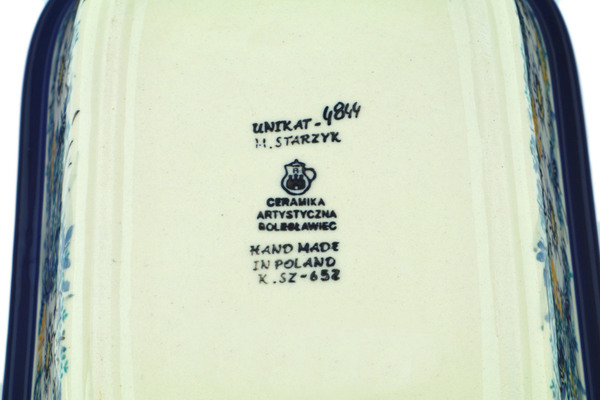 UNIKAT-4844
M.STARZYK
CERAMIKA
ARTYSTYCZNA
BOLESŁAWIEC
HAND MADE
IN POLAND
K.SZ-652